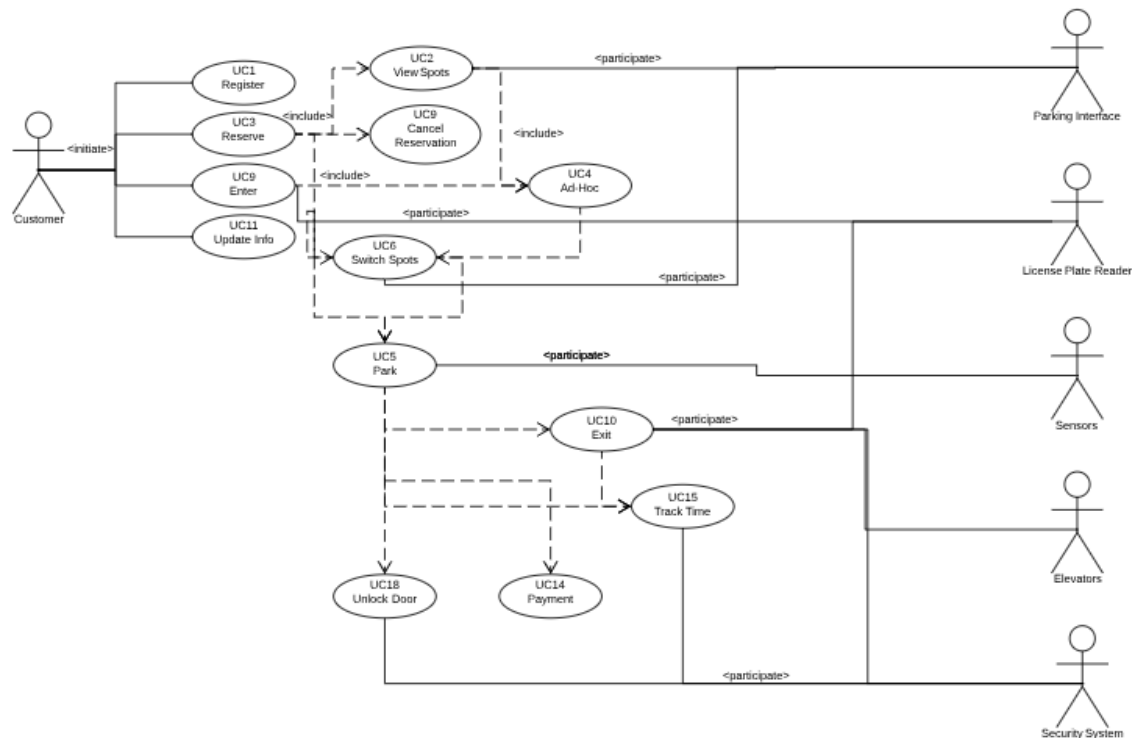 UC2
View Spots
<participate>
UC1
Register
Parking Interface
<include>
UC9
Cancel
Reservation
UC3
Reserve
<include>
<initiate>
UC9
Enter
<include>
UC4
Ad-Hoc
Customer
<participate>
UC11
Update Info
UC6
Switch Spots
<participate>
License Plate Reader
UC5
Park
<participate>
Sensors
UC10
Exit
<participate>
UC15
Track Time
UC18
Unlock Door
UC14
Payment
Elevators
<participate>
Security System